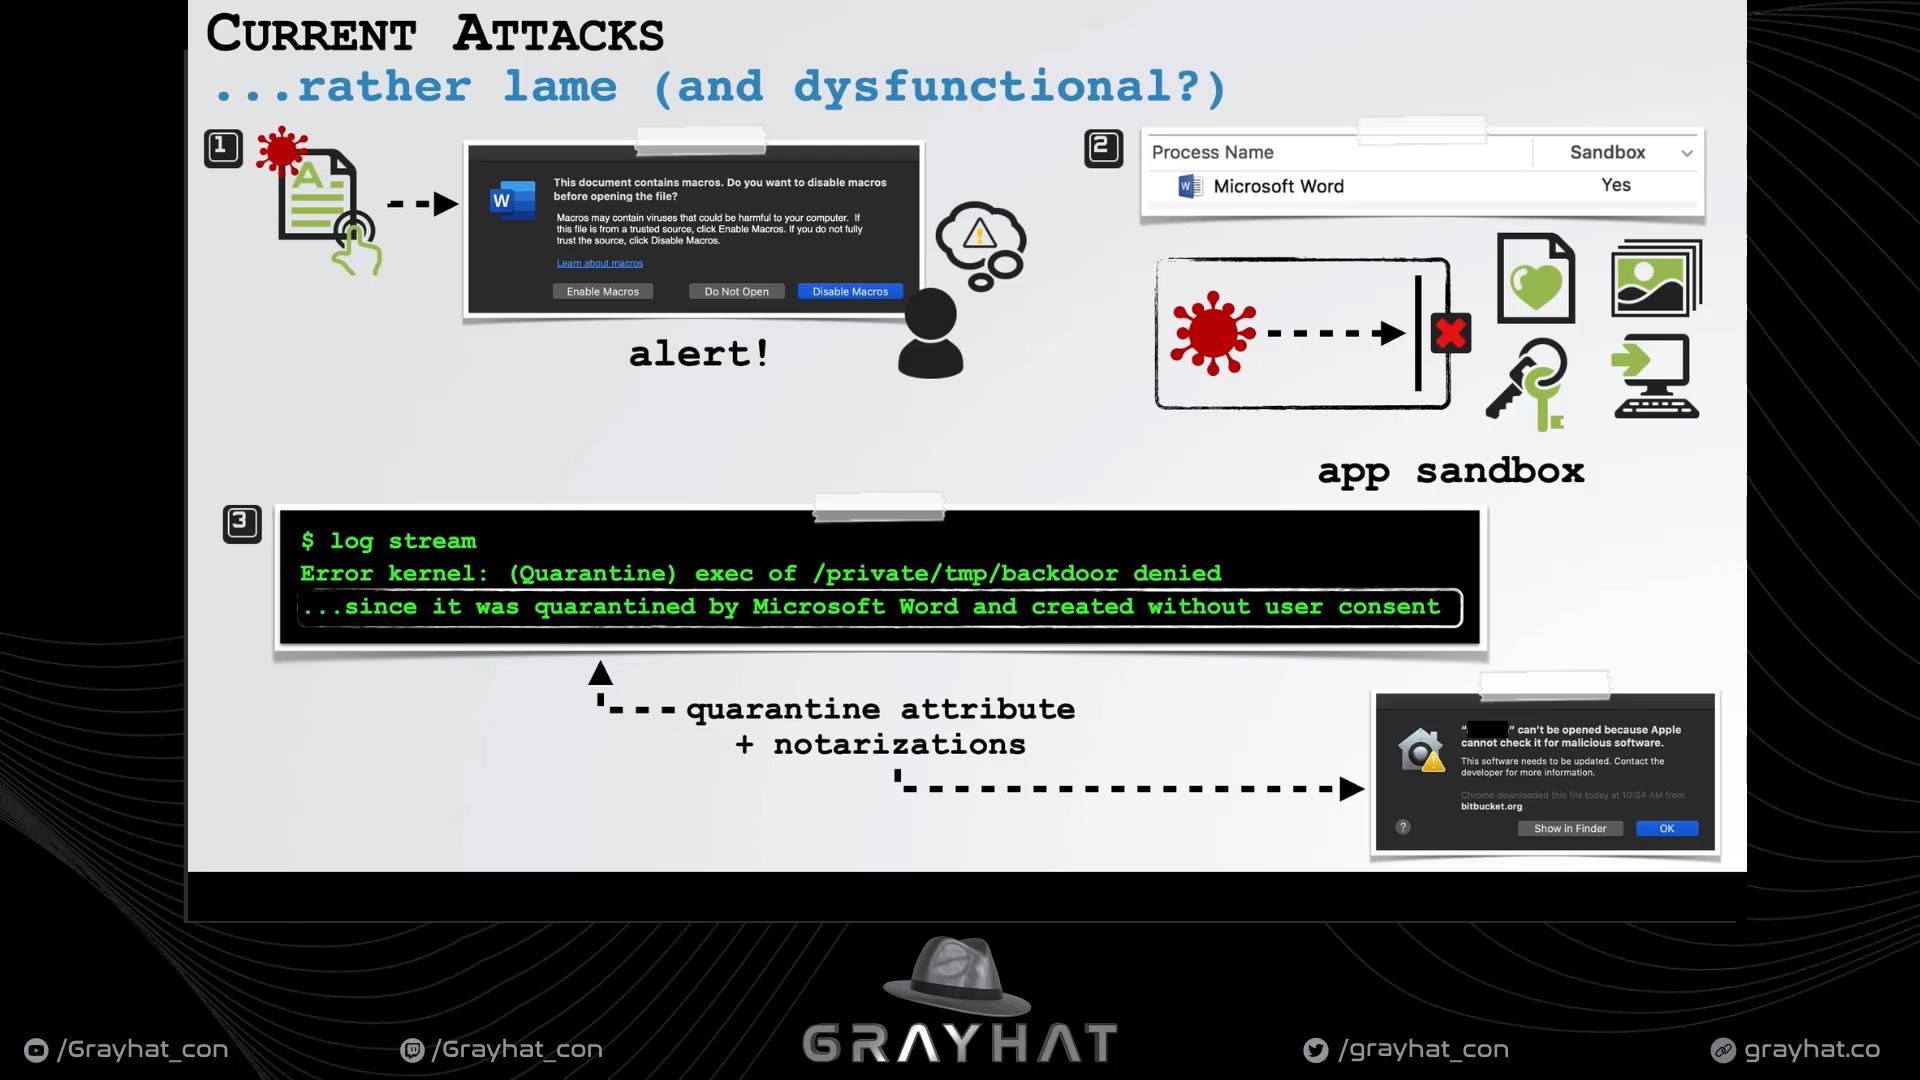 CURRENT ATTACKS
...rather lame (and dysfunctional?)
1
This document contains macros. Do you want to disable macros
before opening the file?
Macros may contain viruses that could be harmful to your computer. If
this file is from a trusted source, click Enable Macros. If you do not fully
trust the source, click Disable Macros.
Learn about macros
Enable Macros
Do Not Open
Disable Macros
W
A
alert!
2
Process Name
Sandbox
Microsoft Word
Yes
W
app sandbox
3
$ log stream
Error kernel: (Quarantine) exec of /private/tmp/backdoor denied
...since it was quarantined by Microsoft Word and created without user consent
quarantine attribute
+ notarizations
“ ” can’t be opened because Apple
cannot check it for malicious software.
This software needs to be updated. Contact the
developer for more information.
Chrome downloaded this file today at 10:04 AM from
bitbucket.org
?
Show in Finder
OK
GRAYHAT
/Grayhat_con
/Grayhat_con
/grayhat_con
grayhat.co